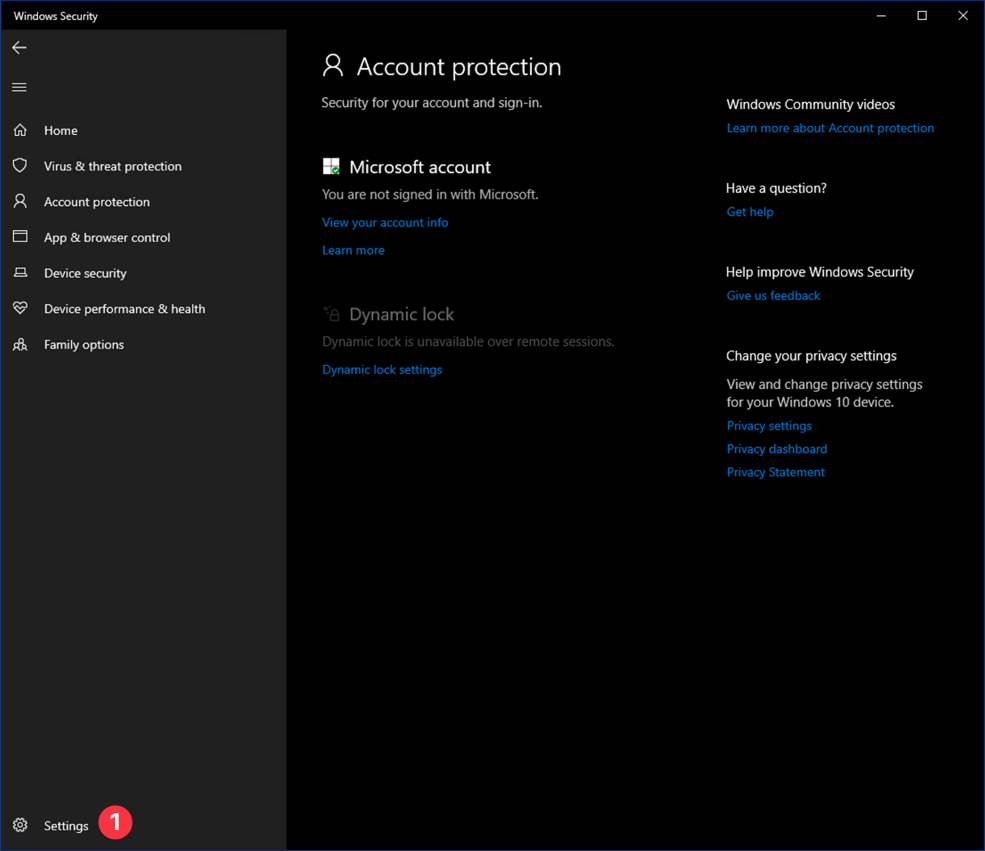 Windows Security
Home
Virus & threat protection
Account protection
App & browser control
Device security
Device performance & health
Family options
Settings
1
Account protection
Security for your account and sign-in.
Microsoft account
You are not signed in with Microsoft.
View your account info
Learn more
Dynamic lock
Dynamic lock is unavailable over remote sessions.
Dynamic lock settings
Windows Community videos
Learn more about Account protection
Have a question?
Get help
Help improve Windows Security
Give us feedback
Change your privacy settings
View and change privacy settings
for your Windows 10 device.
Privacy settings
Privacy dashboard
Privacy Statement